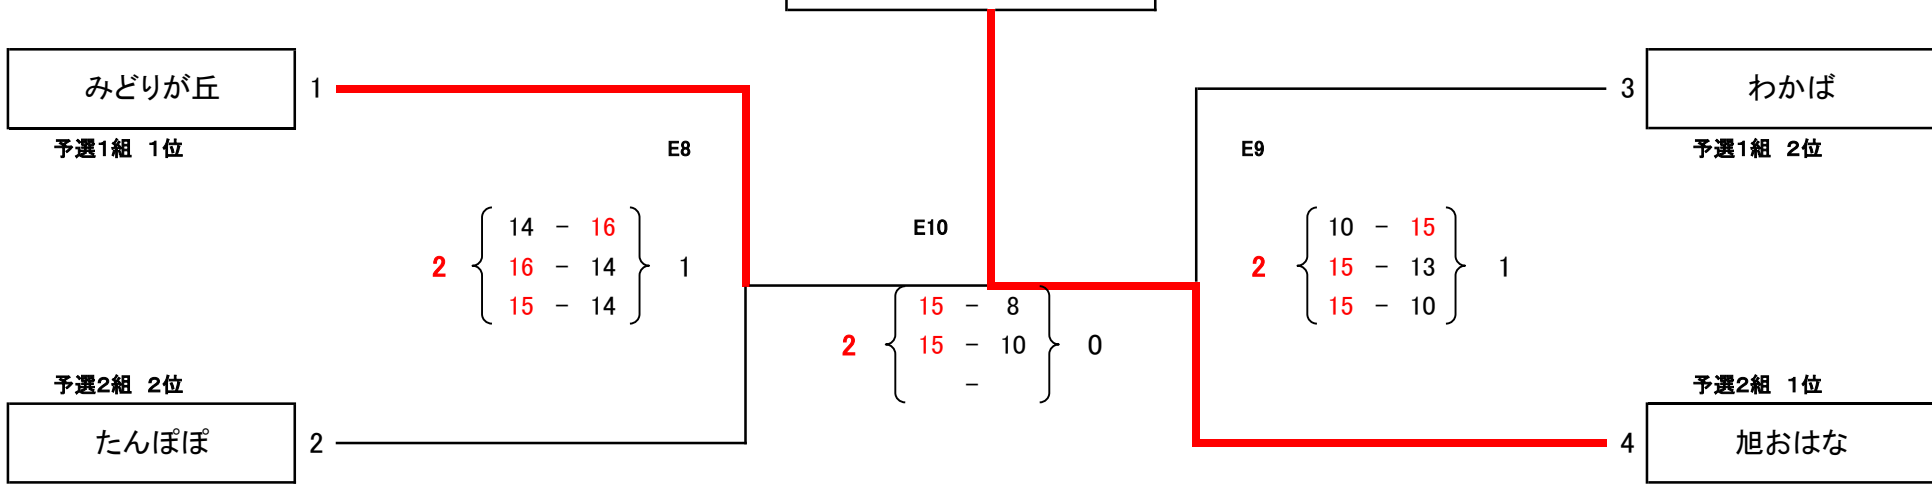 みどりが丘 1
予選1組 1位
3 わかば
予選1組 2位
E8
E9
E10
14 - 16
2 16 - 14 1
15 - 14
10 - 15
2 15 - 13 1
15 - 10
15 - 8
2 15 - 10 0
-
予選2組 2位
たんぽぽ 2
予選2組 1位
4 旭おはな